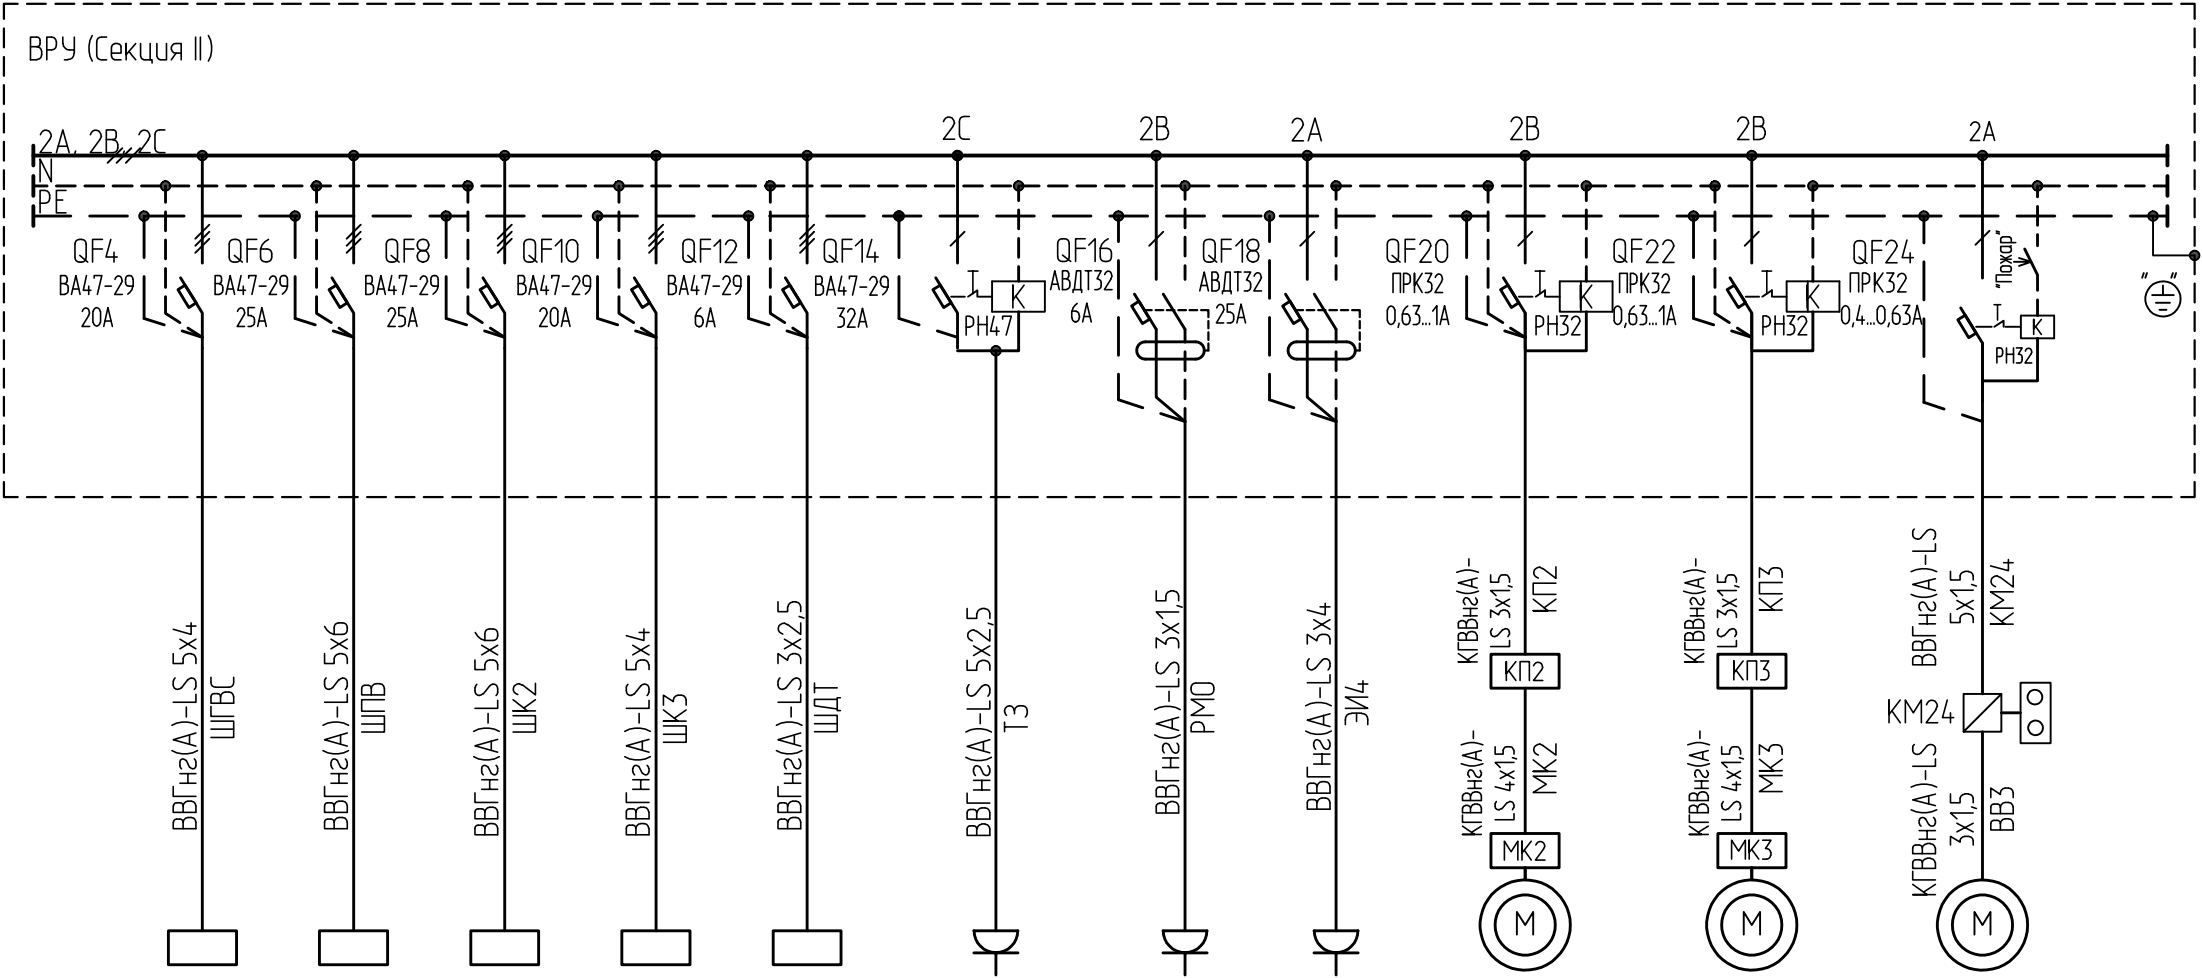 ВРУ (Секция II)
2А, 2В, 2С
N
PE
2С
2В
2А
2В
2В
2А
QF4
ВА47-29
20А
QF6
ВА47-29
25А
QF8
ВА47-29
25А
QF10
ВА47-29
20А
QF12
ВА47-29
6А
QF14
ВА47-29
32А
К
РН47
QF16
АВДТ32
6А
QF18
АВДТ32
25А
QF20
ПРК32
0,63...1А
К
РН32
QF22
ПРК32
0,63...1А
К
РН32
QF24
ПРК32
0,4...0,63А
"Пожар"
К
РН32
" "
ВВГнг(А)-LS 5х4
ШГВС
ВВГнг(А)-LS 5х6
ШПВ
ВВГнг(А)-LS 5х6
ШК2
ВВГнг(А)-LS 5х4
ШК3
ВВГнг(А)-LS 3х2,5
ШДТ
ВВГнг(А)-LS 5х2,5
Т3
ВВГнг(А)-LS 3х1,5
РМО
ВВГнг(А)-LS 3х4
ЭИ4
КГВВнг(А)-
LS 3х1,5
КП2
КП2
КГВВнг(А)-
LS 4х1,5
МК2
МК2
М
КГВВнг(А)-
LS 3х1,5
КП3
КП3
КГВВнг(А)-
LS 4х1,5
МК3
МК3
М
ВВГнг(А)-LS
5х1,5
КМ24
КМ24
КГВВнг(А)-LS
3х1,5
ВВ3
М